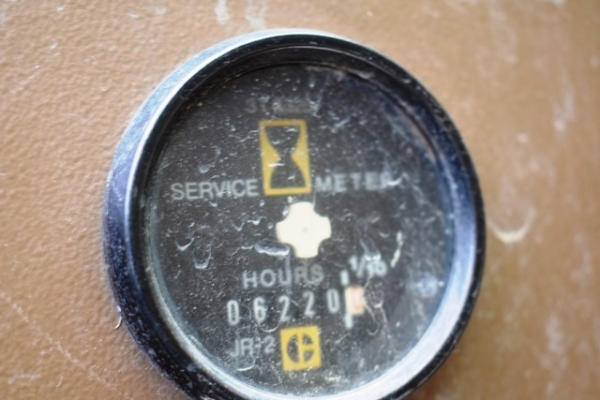 SERVICE METER
HOURS 1/10
06220
JR-2